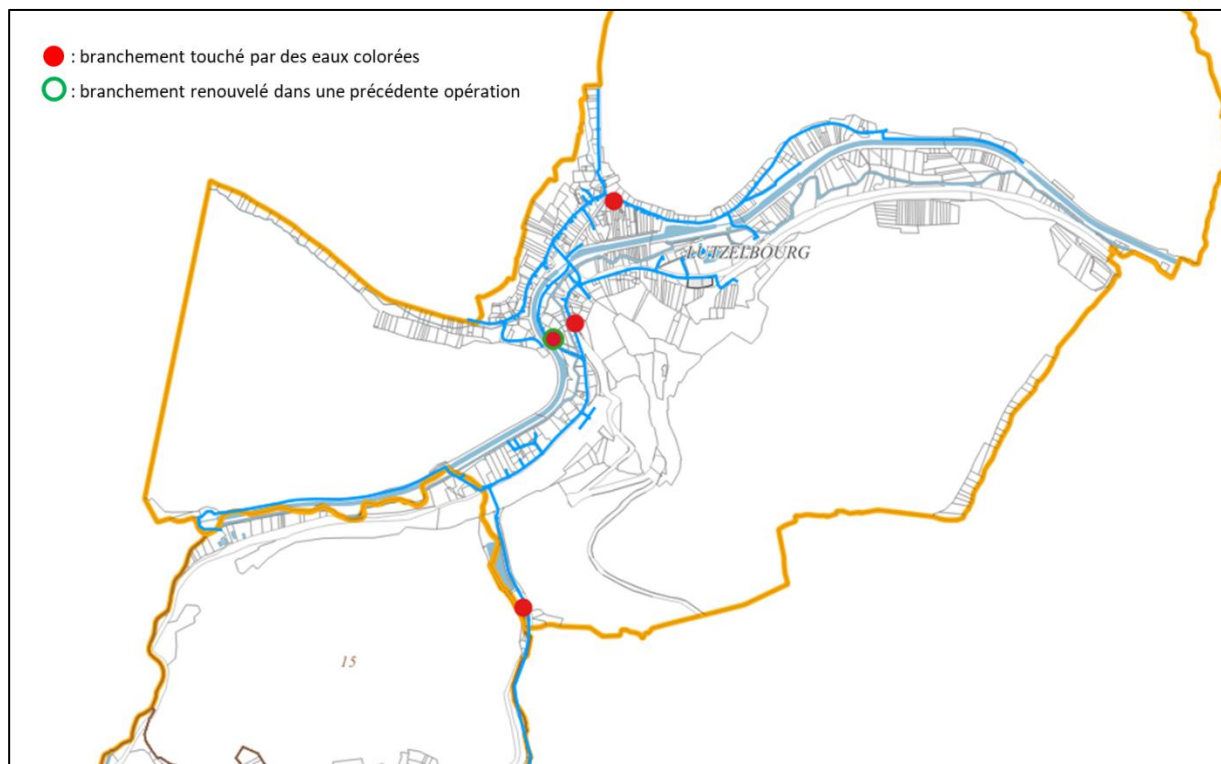 : branchement touché par des eaux colorées
: branchement renouvelé dans une précédente opération
LUTZELBOURG
15